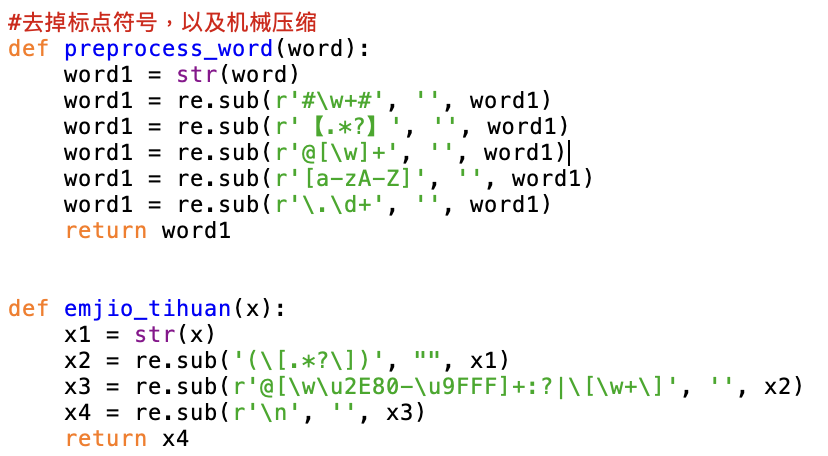 #去掉标点符号，以及机械压缩
def preprocess_word(word):
    word1 = str(word)
    word1 = re.sub(r'#\w+#', '', word1)
    word1 = re.sub(r'【.*?】', '', word1)
    word1 = re.sub(r'@[\w]+', '', word1)
    word1 = re.sub(r'[a-zA-Z]', '', word1)
    word1 = re.sub(r'\.\d+', '', word1)
    return word1
def emjio_tihuan(x):
    x1 = str(x)
    x2 = re.sub('(\[.*?\])', "", x1)
    x3 = re.sub(r'@[\w\u2E80-\u9FFF]+:?|\[\w+\]', '', x2)
    x4 = re.sub(r'\n', '', x3)
    return x4